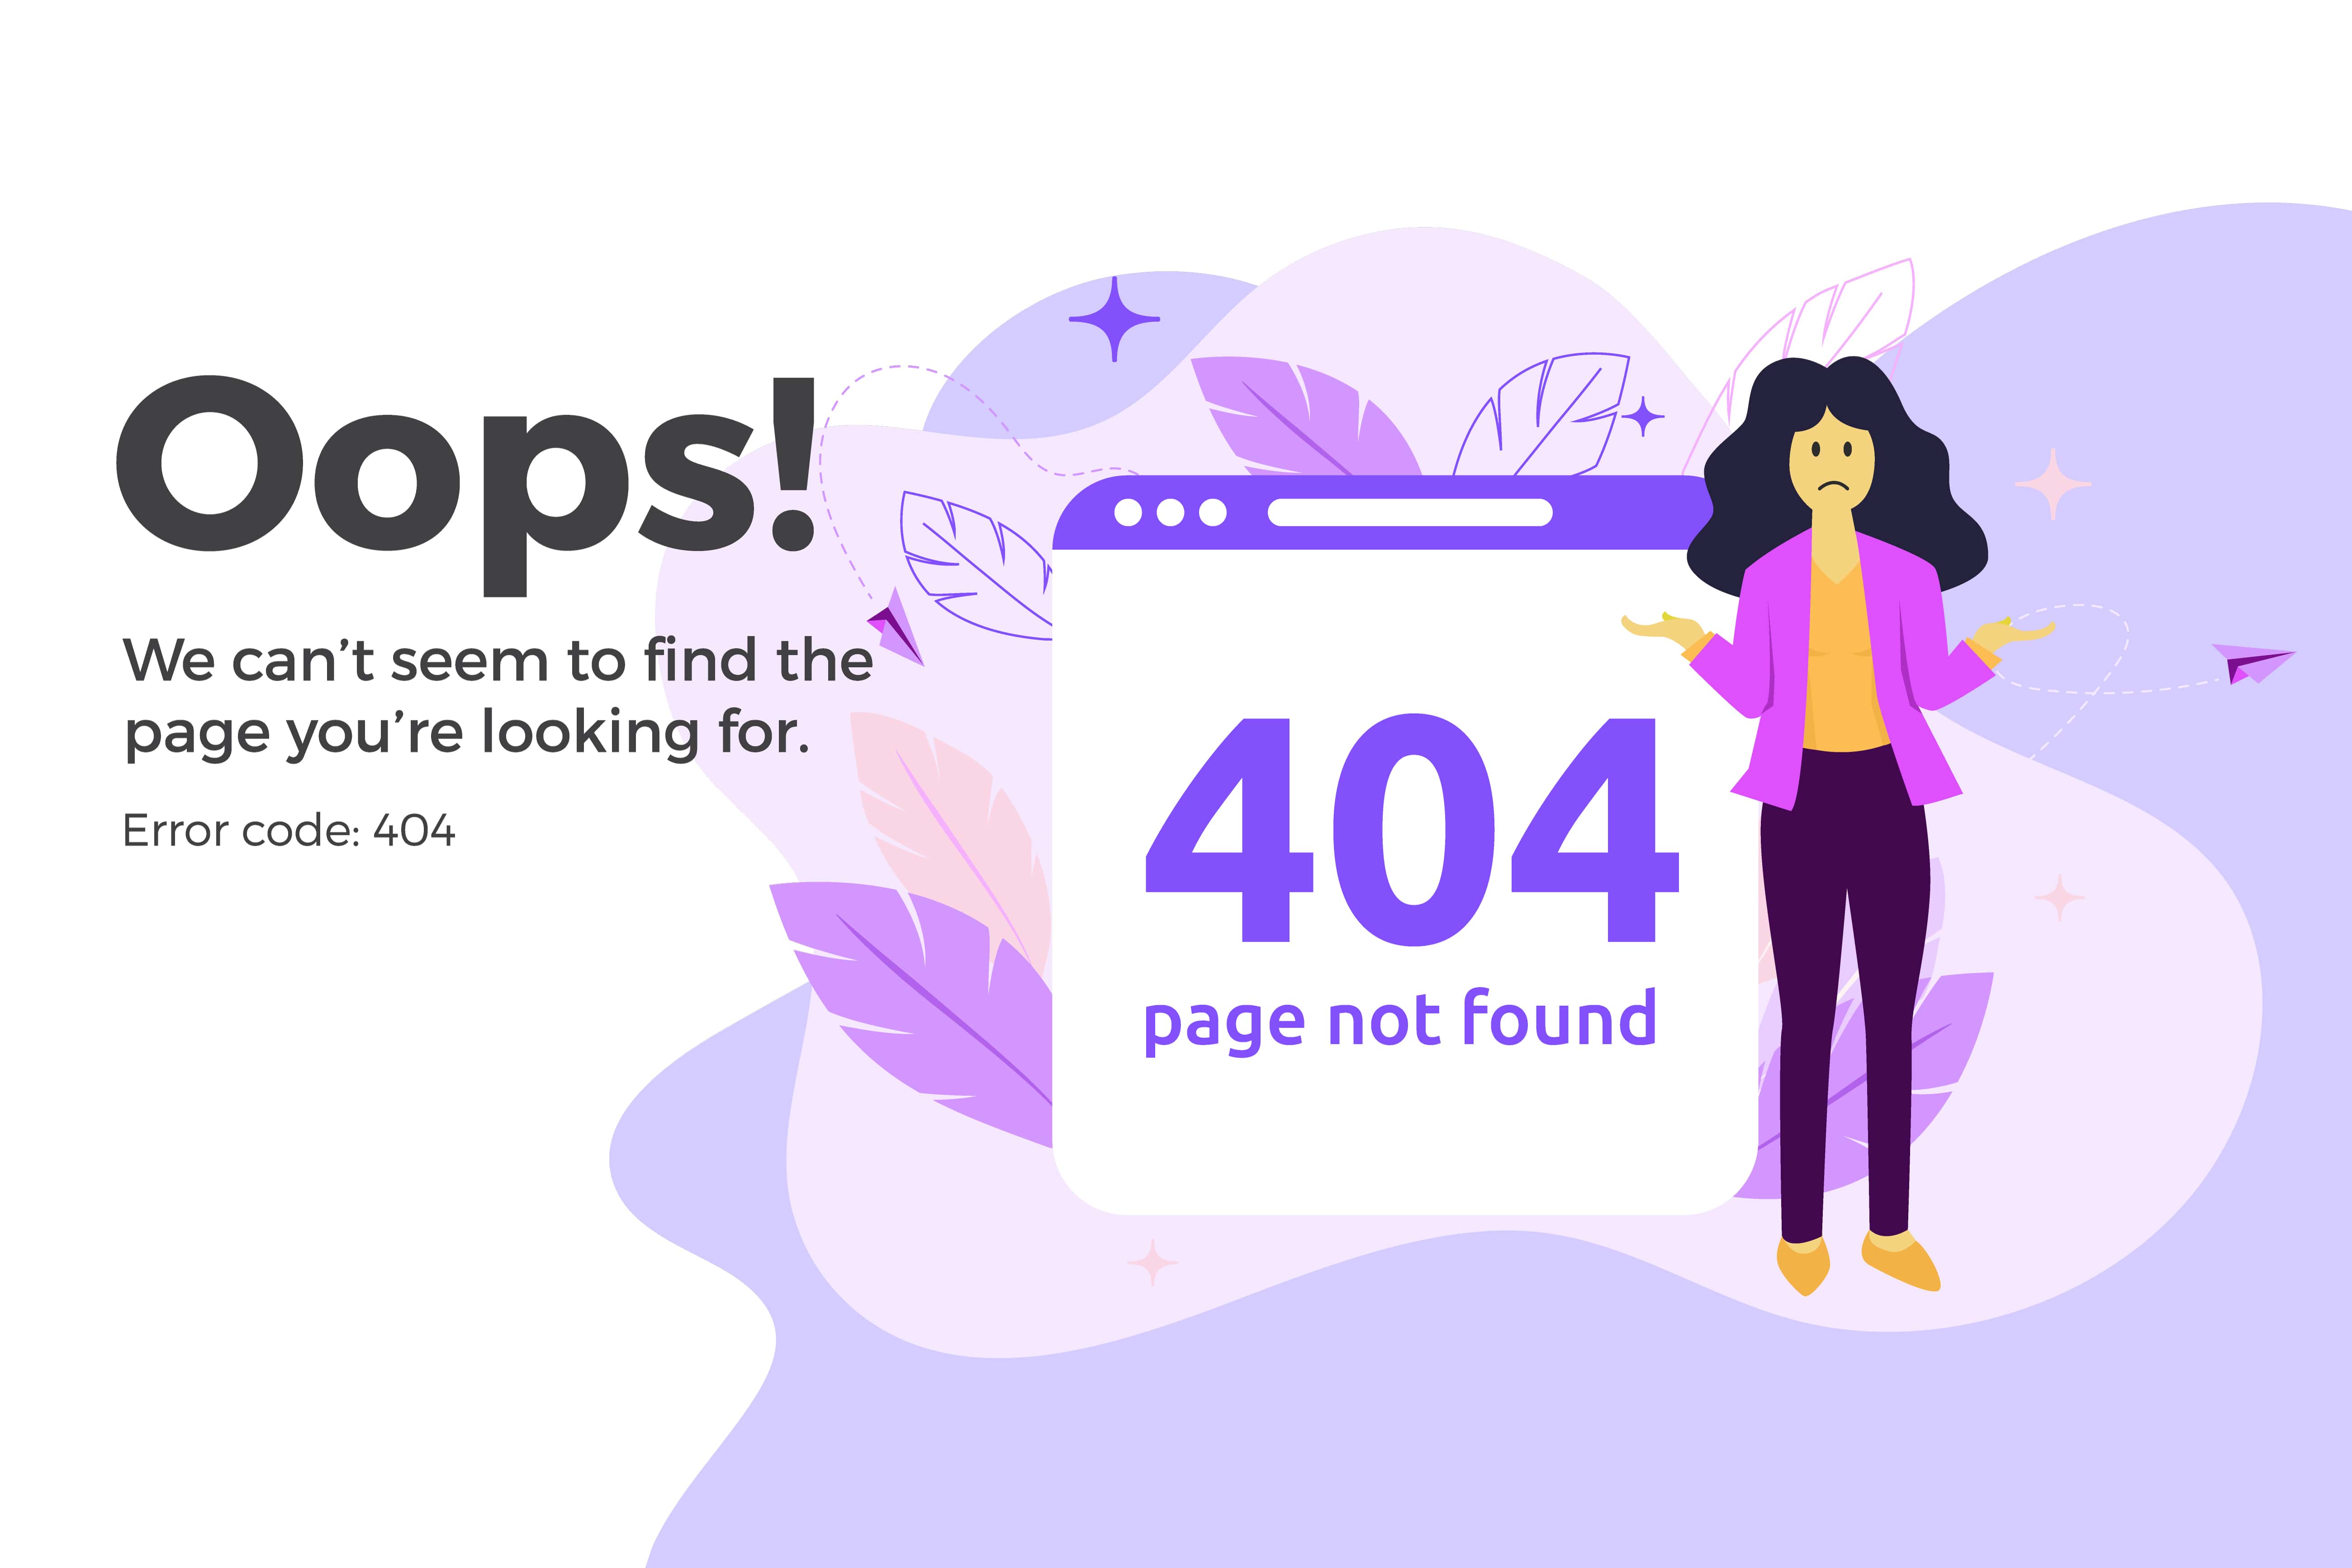 Oops!
We can’t seem to find the
page you’re looking for.
Error code: 404
404
page not found